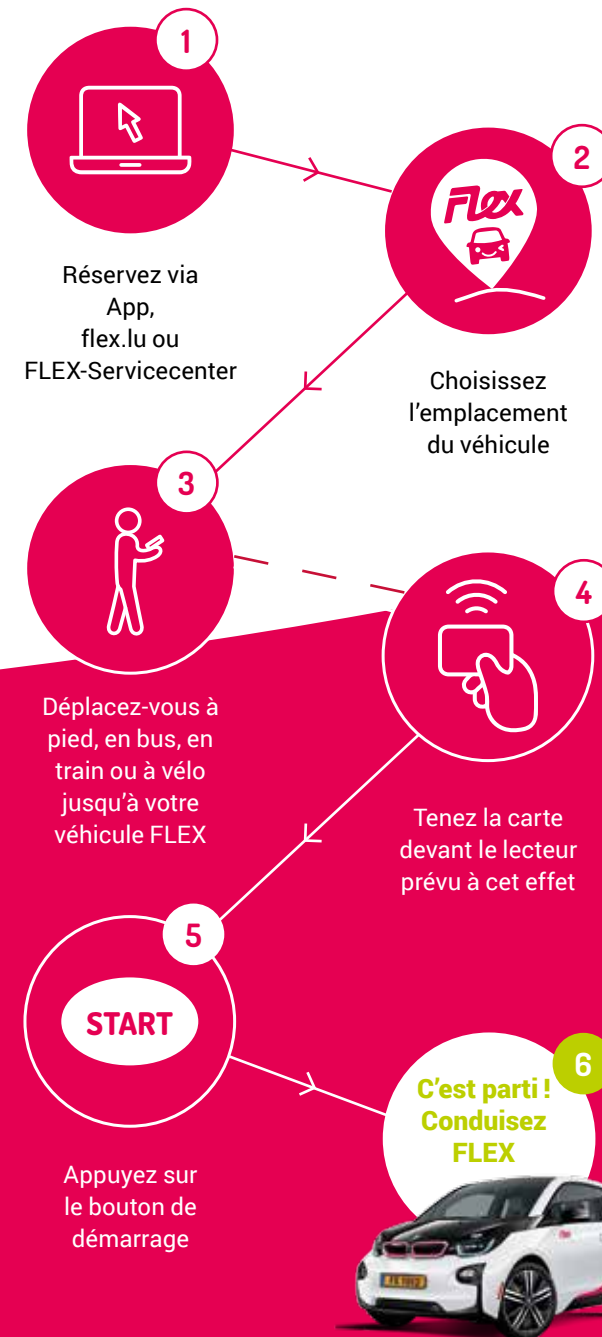 1
2
Flex
Réservez via
App,
flex.lu ou
FLEX-Servicecenter
Choisissez
l'emplacement
du véhicule
3
4
Déplacez-vous à
pied, en bus, en
train ou à vélo
jusqu'à votre
véhicule FLEX
Tenez la carte
devant le lecteur
prévu à cet effet
5
START
Appuyez sur
le bouton de
démarrage
6
C'est parti !
Conduisez
FLEX
flex